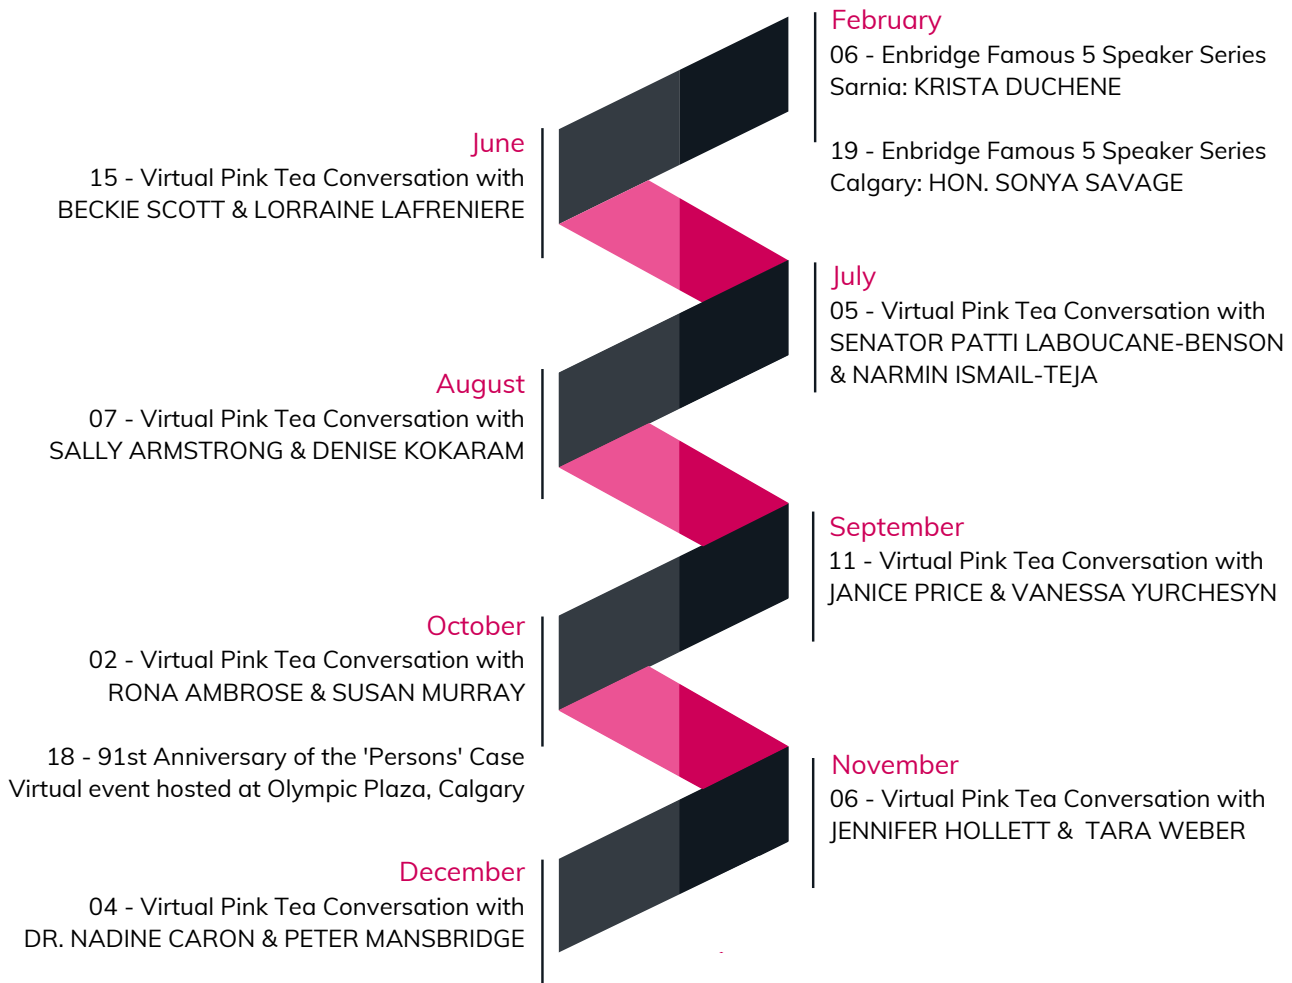 February
06 - Enbridge Famous 5 Speaker Series
Sarnia: KRISTA DUCHENE
19 - Enbridge Famous 5 Speaker Series
Calgary: HON. SONYA SAVAGE
June
15 - Virtual Pink Tea Conversation with
BECKIE SCOTT & LORRAINE LAFRENIERE
July
05 - Virtual Pink Tea Conversation with
SENATOR PATTI LABOUCANE-BENSON
& NARMIN ISMAIL-TEJA
August
07 - Virtual Pink Tea Conversation with
SALLY ARMSTRONG & DENISE KOKARAM
September
11 - Virtual Pink Tea Conversation with
JANICE PRICE & VANESSA YURCHESYN
October
02 - Virtual Pink Tea Conversation with
RONA AMBROSE & SUSAN MURRAY
18 - 91st Anniversary of the 'Persons' Case
Virtual event hosted at Olympic Plaza, Calgary
November
06 - Virtual Pink Tea Conversation with
JENNIFER HOLLETT & TARA WEBER
December
04 - Virtual Pink Tea Conversation with
DR. NADINE CARON & PETER MANSBRIDGE